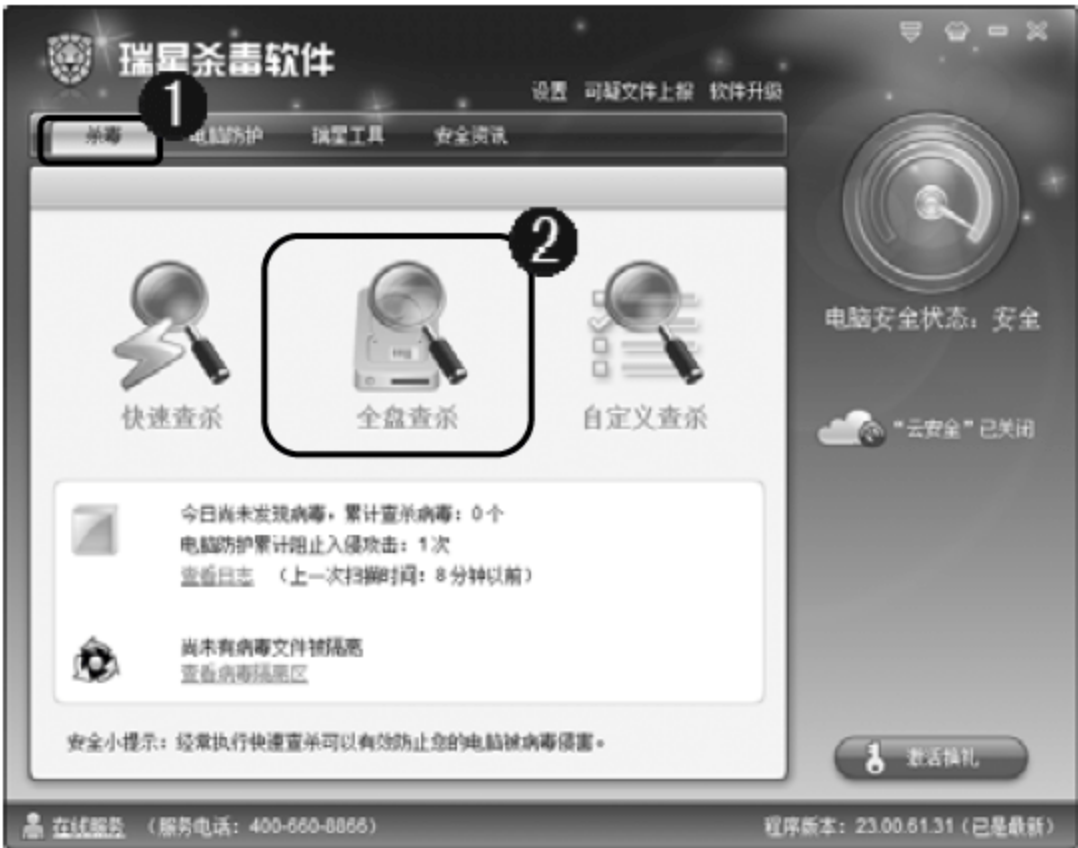 瑞星杀毒软件
设置 可疑文件上报 软件升级
1
杀毒 电脑防护 瑞星工具 安全资讯
2
快速查杀 全盘查杀 自定义查杀
电脑安全状态：安全
“云安全”已关闭
今日尚未发现病毒，累计查杀病毒：0个
电脑防护累计阻止入侵攻击：1次
查看日志 （上一次扫描时间：8分钟以前）
尚未有病毒文件被隔离
查看病毒隔离区
安全小提示：经常执行快速查杀可以有效防止您的电脑被病毒侵害。
激活换礼
在线服务 （服务电话：400-660-8866） 程序版本：23.00.61.31（已是最新）